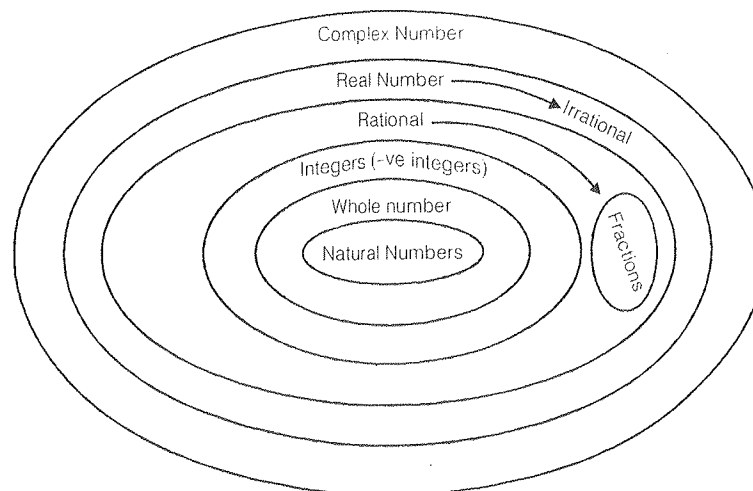 Complex Number
Real Number
Irrational
Rational
Integers (-ve integers)
Whole number
Natural Numbers
Fractions